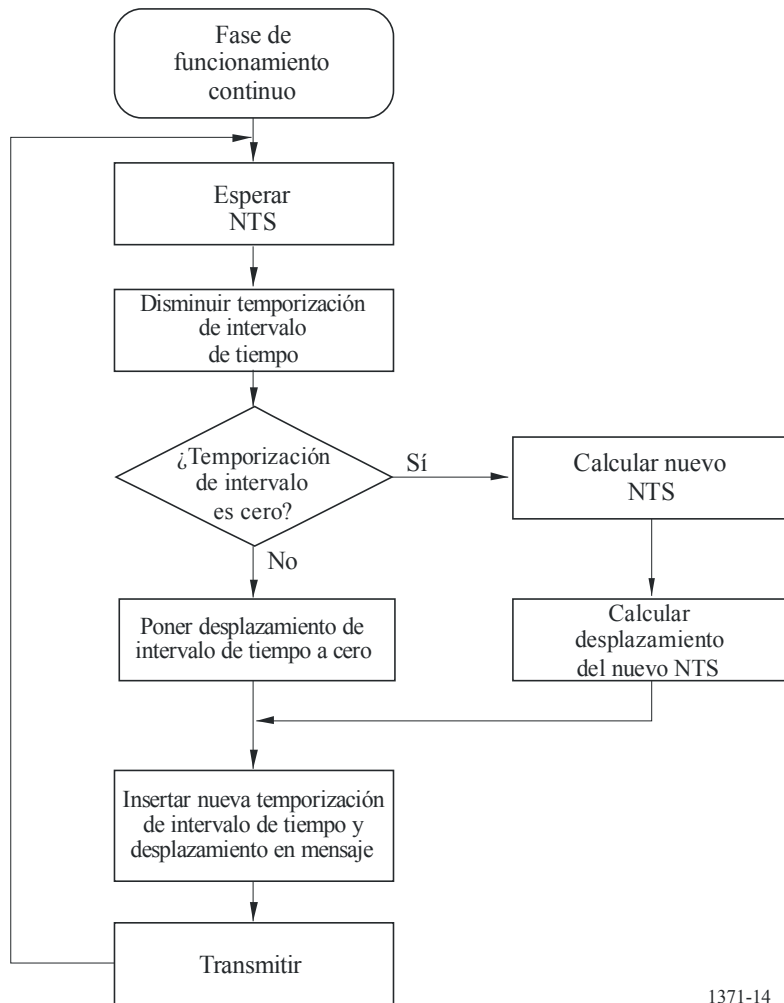 Fase de
funcionamiento
continuo
Esperar
NTS
Disminuir temporización
de intervalo
de tiempo
¿Temporización
de intervalo
es cero?
Sí
No
Calcular nuevo
NTS
Calcular
desplazamiento
del nuevo NTS
Poner desplazamiento de
intervalo de tiempo a cero
Insertar nueva temporización
de intervalo de tiempo y
desplazamiento en mensaje
Transmitir
1371-14